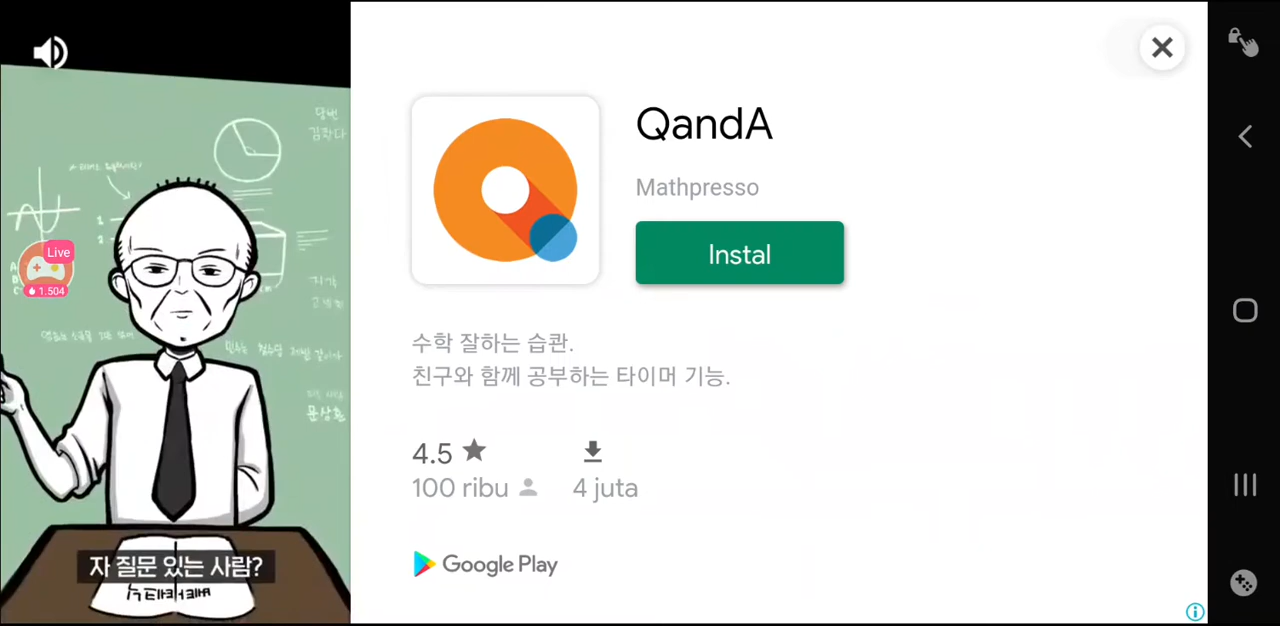 당번
Live
1.504
자 질문 있는 사람?
QandA
Mathpresso
Instal
수학 잘하는 습관.
친구와 함께 공부하는 타이머 기능.
4.5
100 ribu
4 juta
Google Play